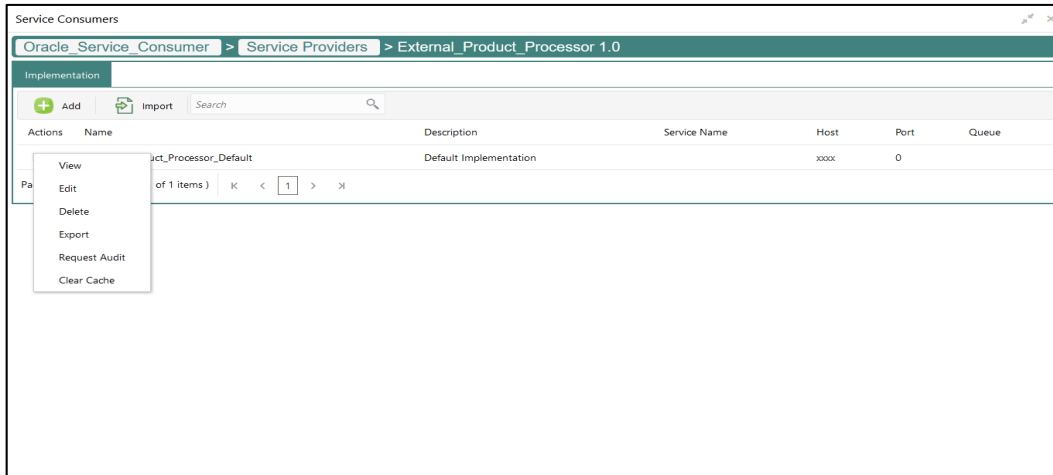 Service Consumers
Oracle_Service_Consumer > Service Providers > External_Product_Processor 1.0
Implementation
Add Import Search
Actions Name Description Service Name Host Port Queue
uct_Processor_Default Default Implementation xxxx 0
Pa of 1 items ) 1
View
Edit
Delete
Export
Request Audit
Clear Cache